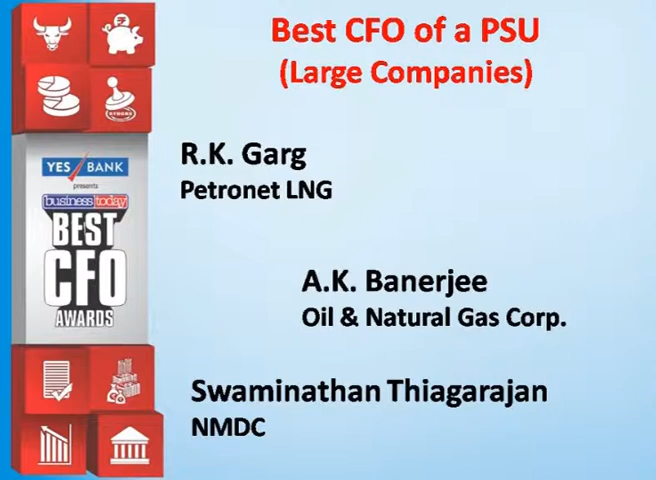 Best CFO of a PSU
(Large Companies)
R.K. Garg
Petronet LNG
A.K. Banerjee
Oil & Natural Gas Corp.
Swaminathan Thiagarajan
NMDC
YES BANK
presents
business today
BEST
CFO
AWARDS